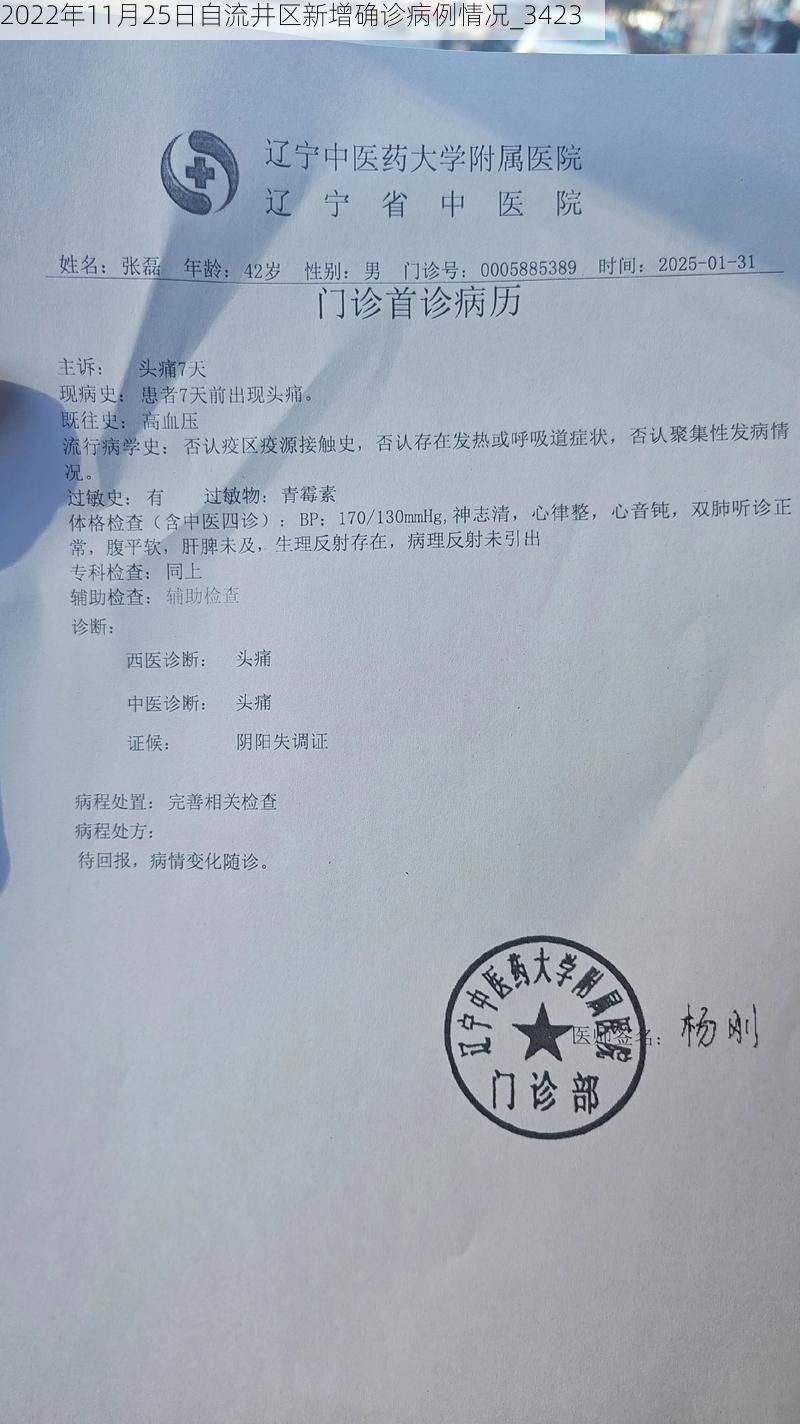 2022年11月25日自流井区新增确诊病例情况_3423
辽宁中医药大学附属医院
辽宁省中医院
姓名：张磊 年龄：42岁 性别：男 门诊号：0005885389 时间：2025-01-31
门诊首诊病历
主诉： 头痛7天
现病史：患者7天前出现头痛。
既往史：高血压
流行病学史：否认疫区疫源接触史，否认存在发热或呼吸道症状，否认聚集性发病情
况。
过敏史：有 过敏物：青霉素
体格检查（含中医四诊）：BP：170/130mmHg,神志清，心律整，心音钝，双肺听诊正
常，腹平软，肝脾未及，生理反射存在，病理反射未引出
专科检查：同上
辅助检查：辅助检查
诊断：
西医诊断： 头痛
中医诊断： 头痛
证候： 阴阳失调证
病程处置：完善相关检查
病程处方：
待回报，病情变化随诊。
辽宁中医药大学附属医院
医师签名：杨刚
门诊部